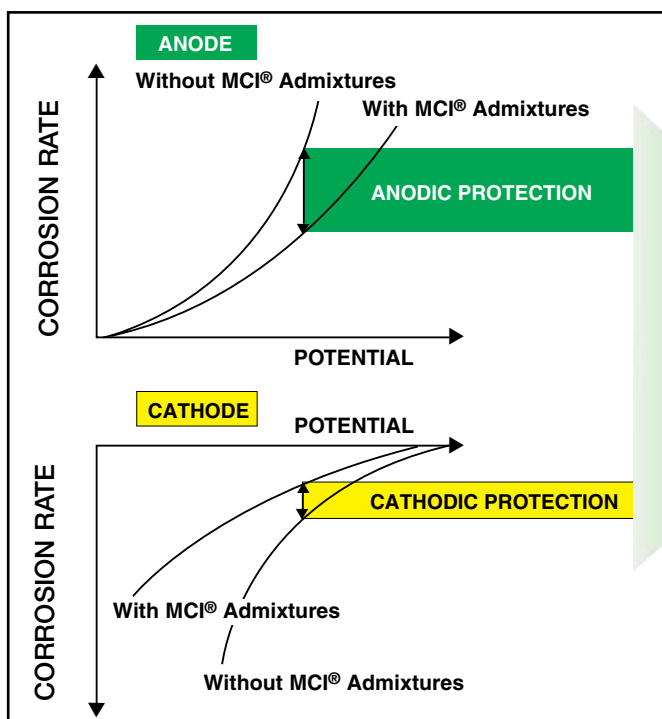 ANODE
Without MCI® Admixtures
With MCI® Admixtures
CORROSION RATE
ANODIC PROTECTION
POTENTIAL
CATHODE
POTENTIAL
CORROSION RATE
CATHODIC PROTECTION
With MCI® Admixtures
Without MCI® Admixtures